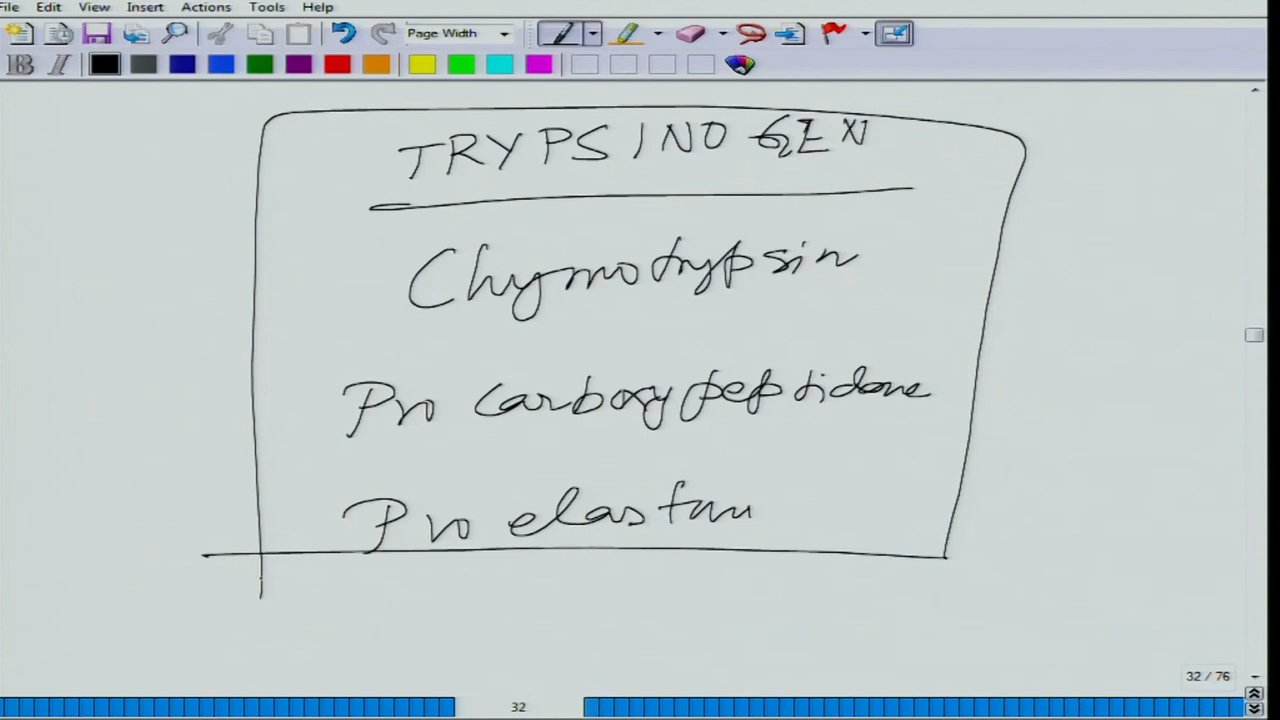 File Edit View Insert Actions Tools Help
Page Width
B I
TRYPSINOGEN
Chymotrypsin
Pro carboxypeptidase
Pro elastase
32 / 76
32